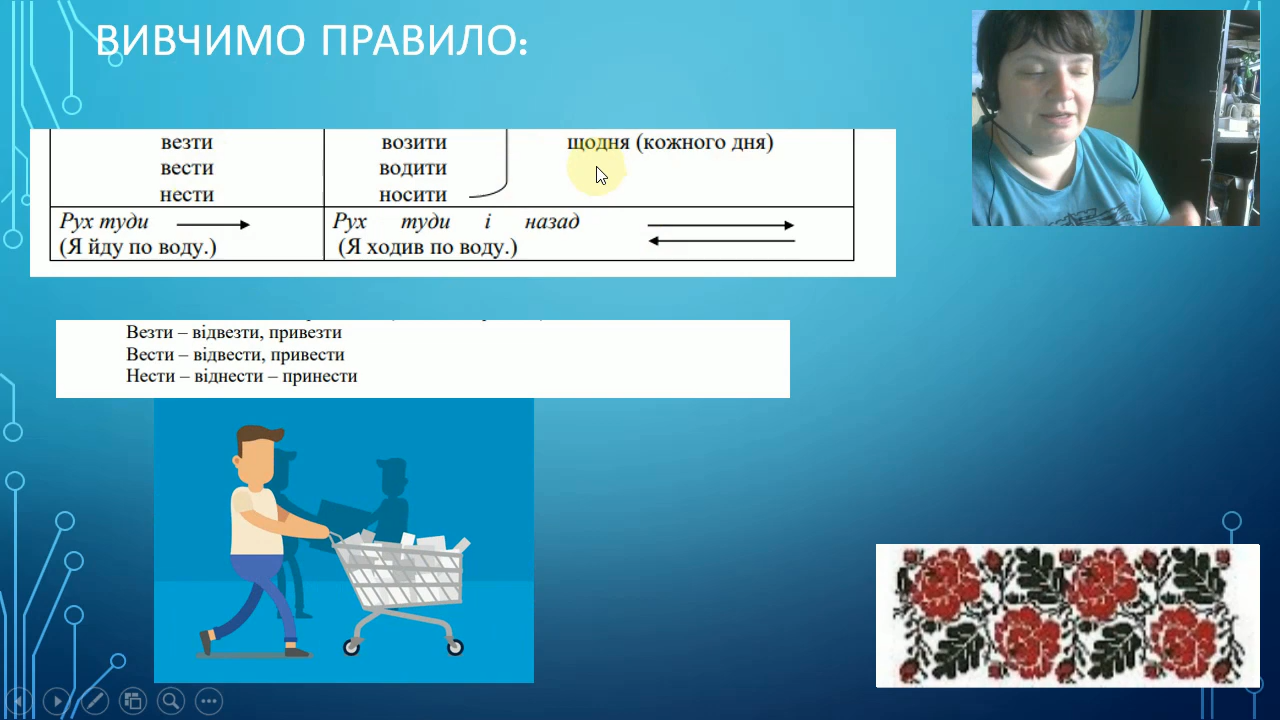 ВИВЧИМО ПРАВИЛО:
везти возити щодня (кожного дня)
вести водити
нести носити
Рух туди Рух туди і назад
(Я йду по воду.) (Я ходив по воду.)
Везти – відвезти, привезти
Вести – відвести, привести
Нести – віднести – принести